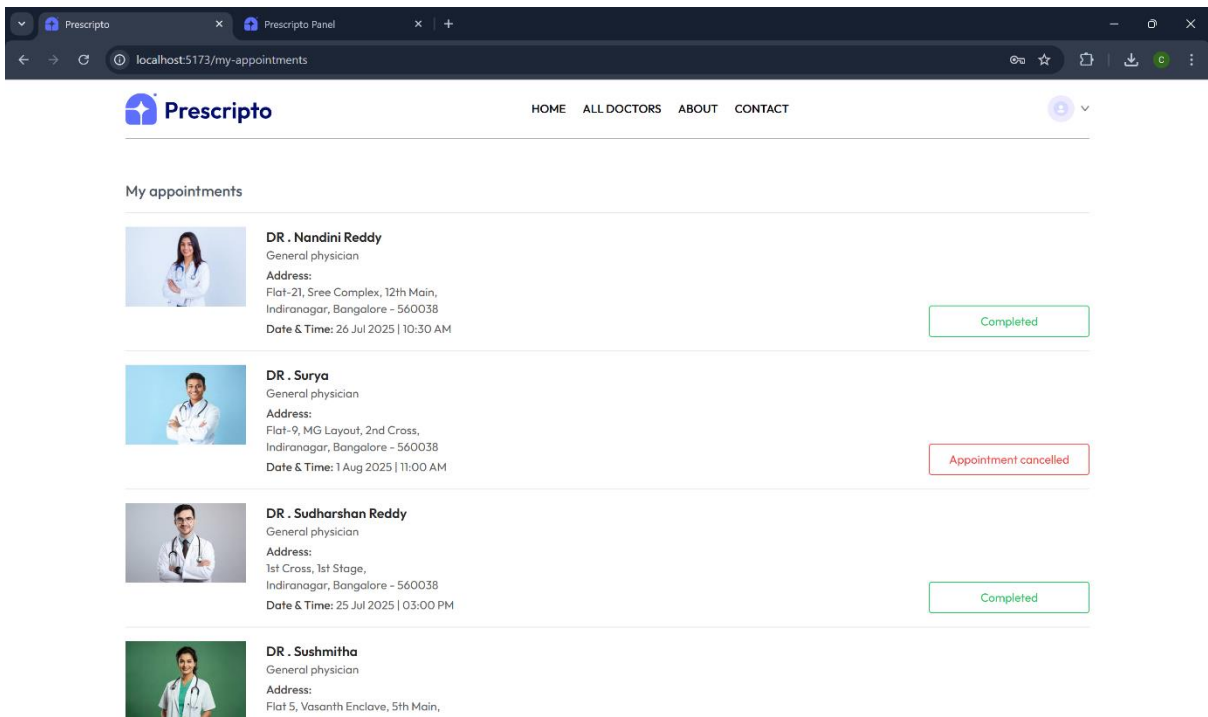 Prescripto
Prescripto Panel
localhost:5173/my-appointments
C
Prescripto
HOME ALL DOCTORS ABOUT CONTACT
My appointments
DR . Nandini Reddy
General physician
Address:
Flat-21, Sree Complex, 12th Main,
Indiranagar, Bangalore - 560038
Date & Time: 26 Jul 2025 | 10:30 AM
Completed
DR . Surya
General physician
Address:
Flat-9, MG Layout, 2nd Cross,
Indiranagar, Bangalore - 560038
Date & Time: 1 Aug 2025 | 11:00 AM
Appointment cancelled
DR . Sudharshan Reddy
General physician
Address:
1st Cross, 1st Stage,
Indiranagar, Bangalore - 560038
Date & Time: 25 Jul 2025 | 03:00 PM
Completed
DR . Sushmitha
General physician
Address:
Flat 5, Vasanth Enclave, 5th Main,